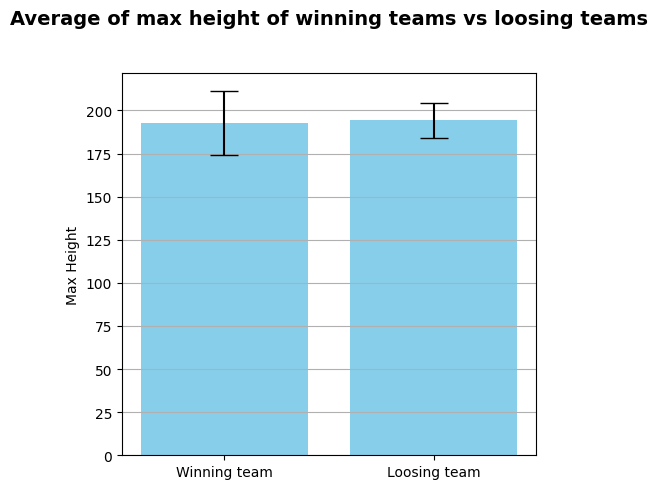 Average of max height of winning teams vs loosing teams
200
175
150
125
100
75
50
25
0
Max Height
Winning team
Loosing team